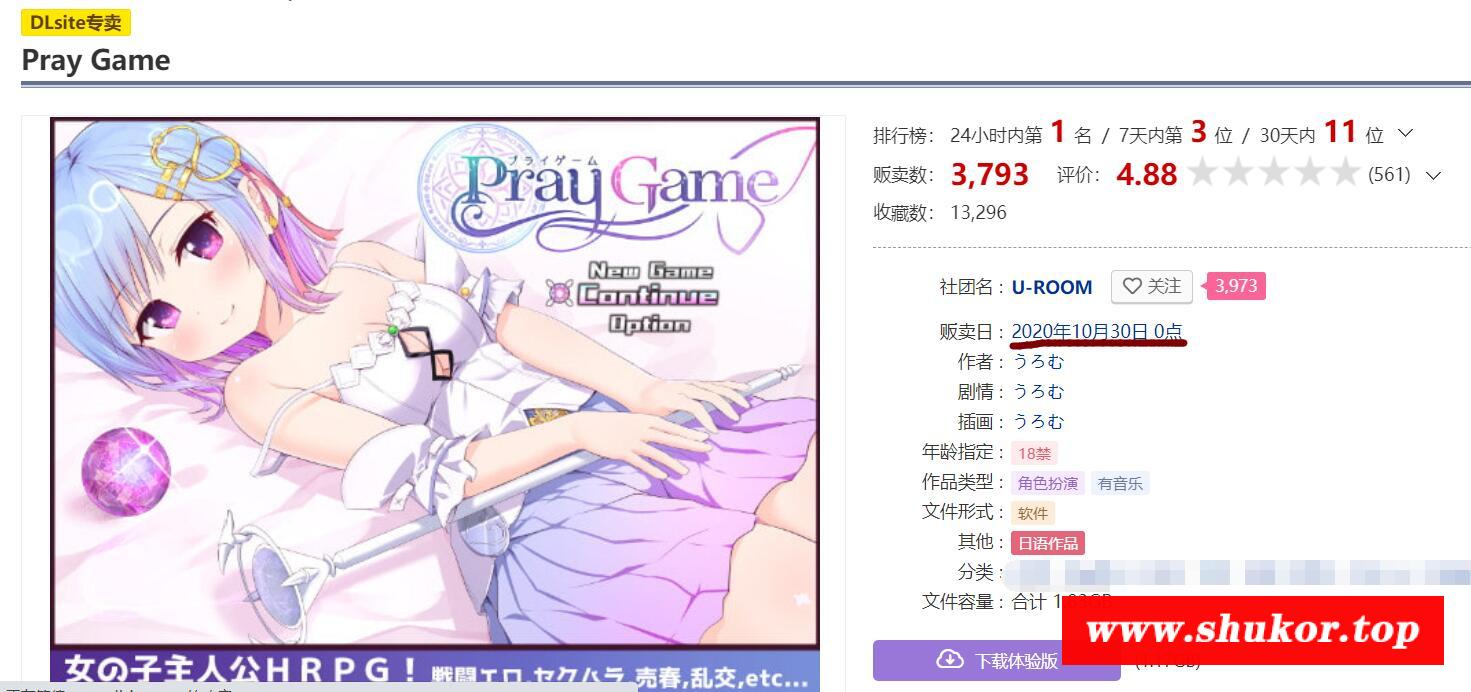 DLsite专卖
Pray Game
プライゲーム
Pray Game
New Game
Continue
Option
女の子主人公HRPG！ 戦闘エロ,セクハラ,売春,乱交,etc...
排行榜： 24小时内第 1 名 / 7天内第 3 位 / 30天内 11 位
贩卖数： 3,793 评价： 4.88 (561)
收藏数： 13,296
社团名： U-ROOM 关注 3,973
贩卖日： 2020年10月30日 0点
作者： うろむ
剧情： うろむ
插画： うろむ
年龄指定： 18禁
作品类型： 角色扮演 有音乐
文件形式： 软件
其他： 日语作品
分类：
文件容量： 合计 1.83GB
www.shukor.top
下载体验版